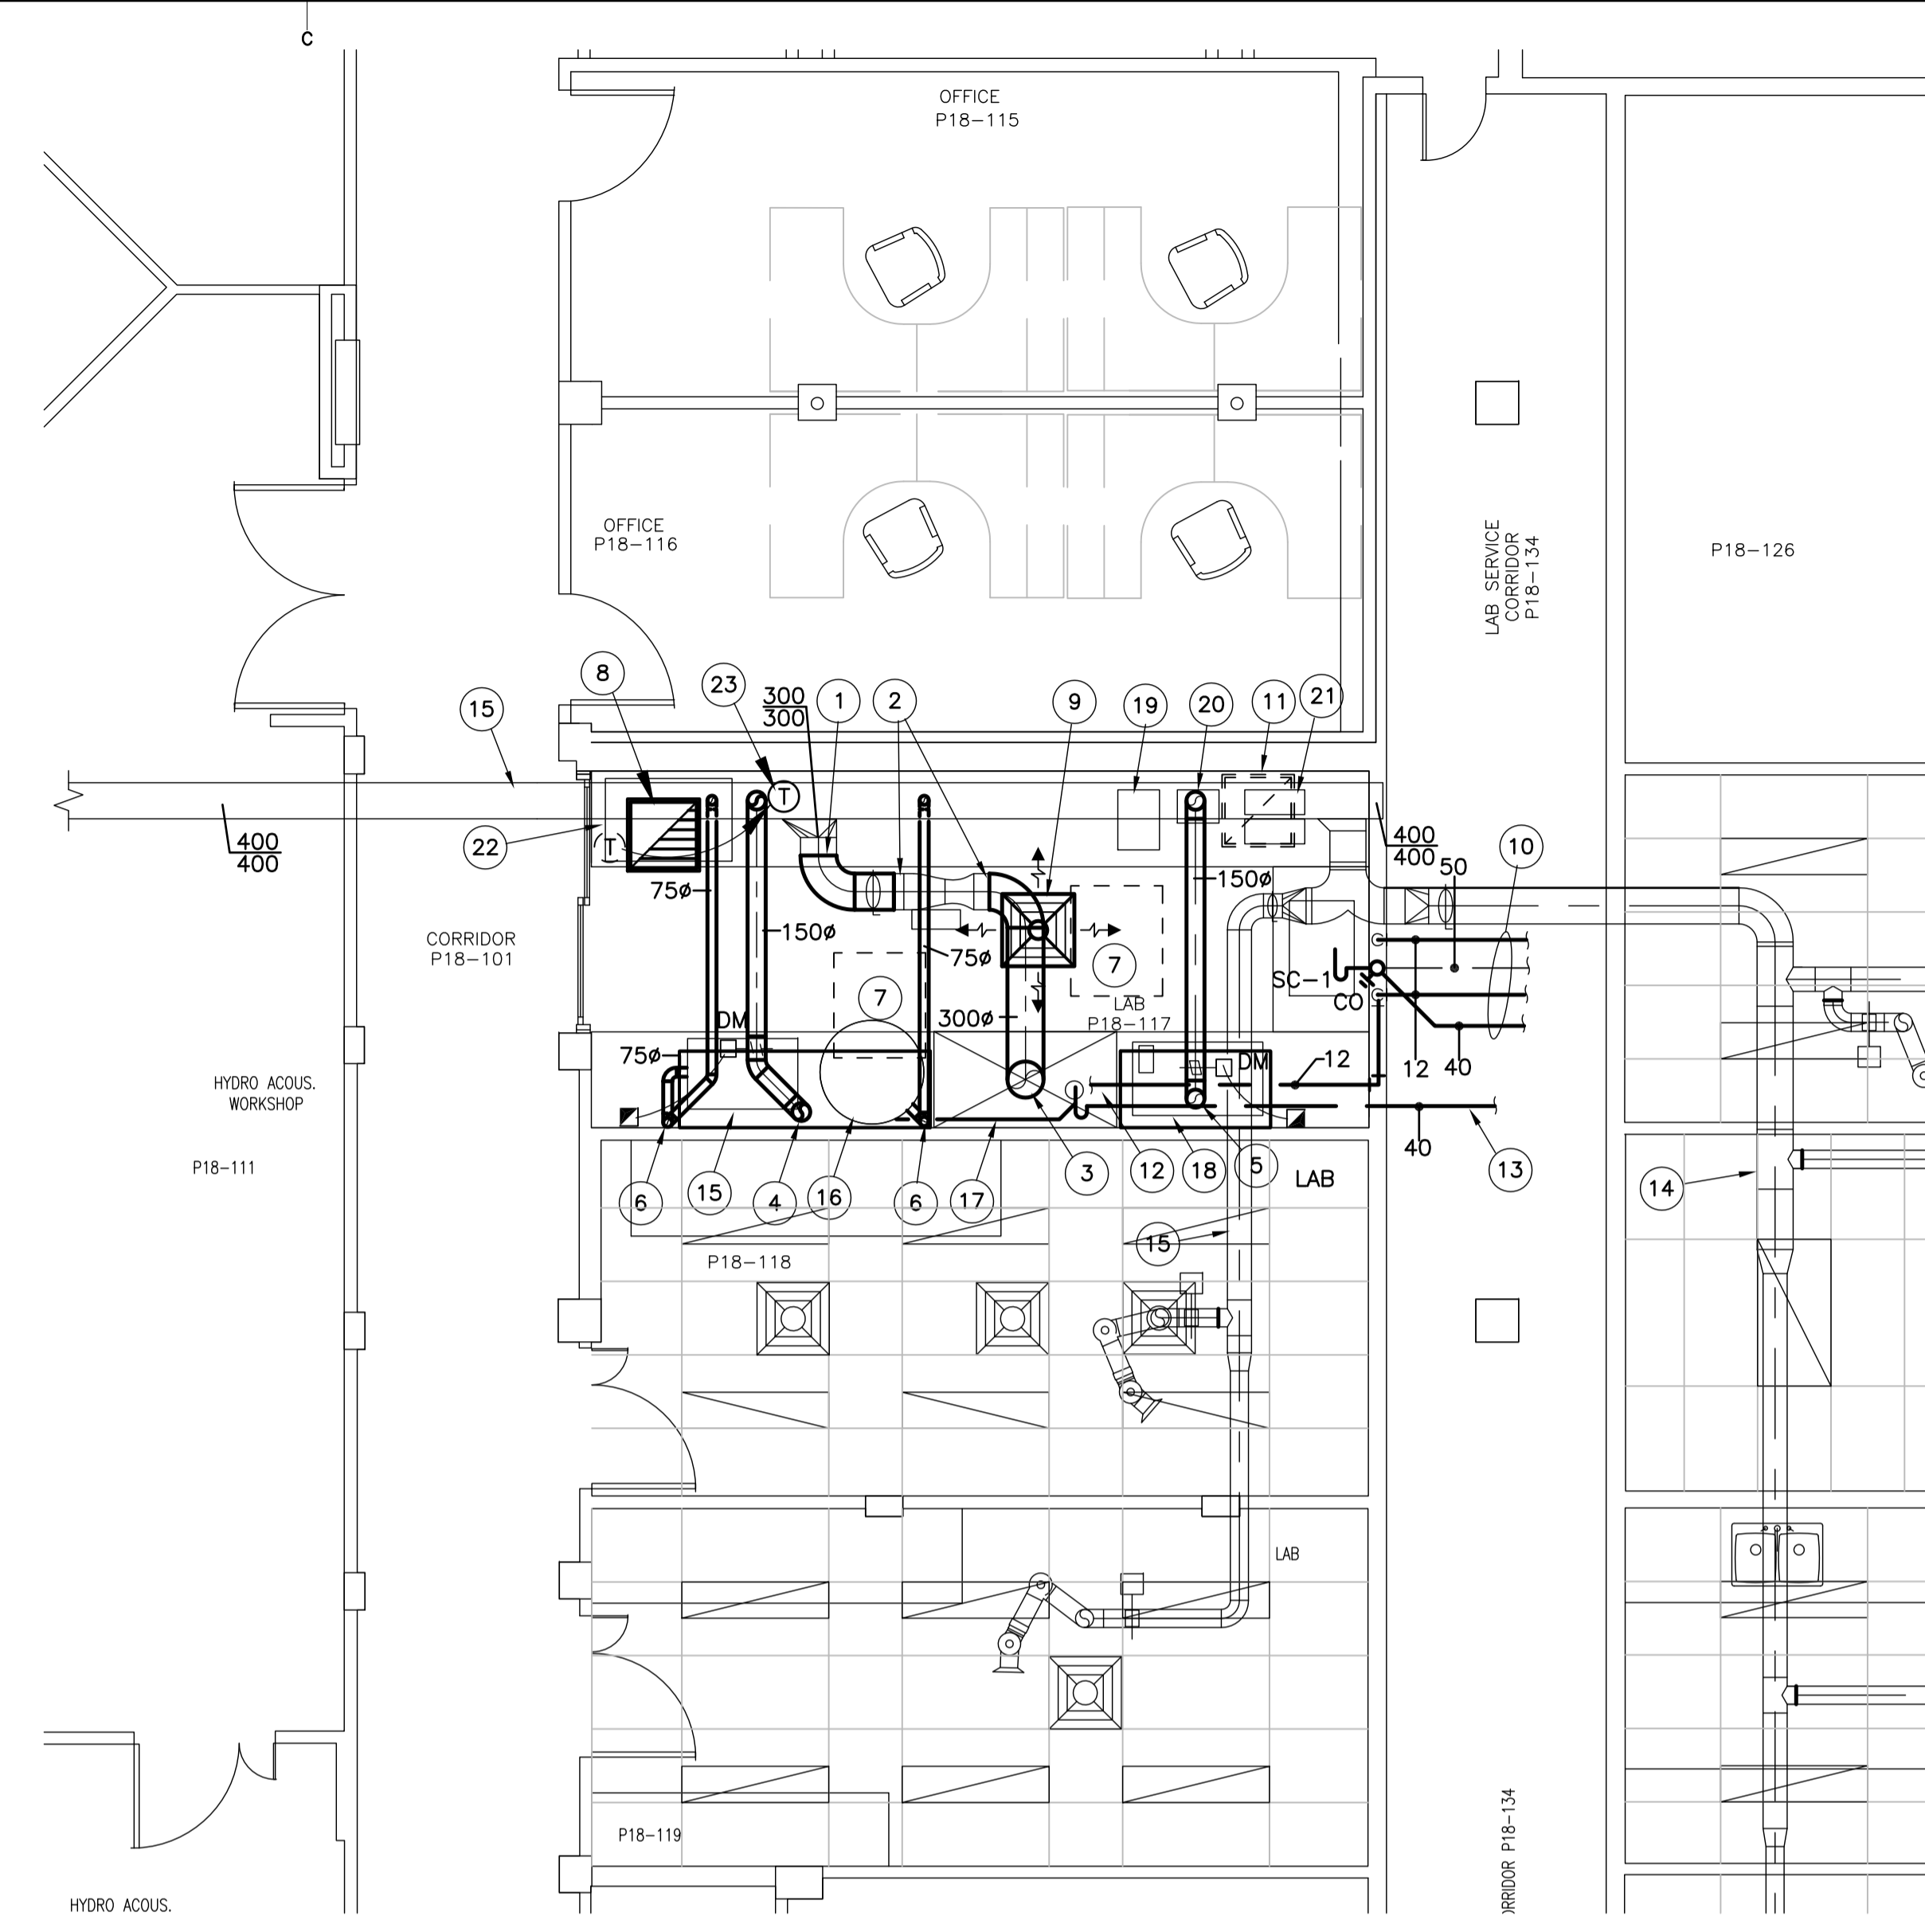 C
OFFICE
P18-115
OFFICE
P18-116
LAB SERVICE
CORRIDOR
P18-134
P18-126
8
23
300
300
1
2
9
19
20
11
21
15
T
400
400
22
T
75ø
150ø
75ø
150ø
400
400
50
10
CORRIDOR
P18-101
7
7
SC-1
CO
LAB
P18-117
300ø
DM
75ø
DM
12
12
40
HYDRO ACOUS.
WORKSHOP
40
P18-111
6
15
4
16
6
17
3
12
18
5
LAB
13
14
15
P18-118
LAB
P18-119
ORRIDOR P18-134
HYDRO ACOUS.